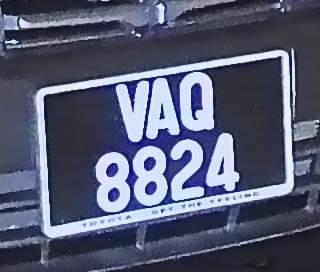 VAQ
8824
TOYOTA GET THE FEELING